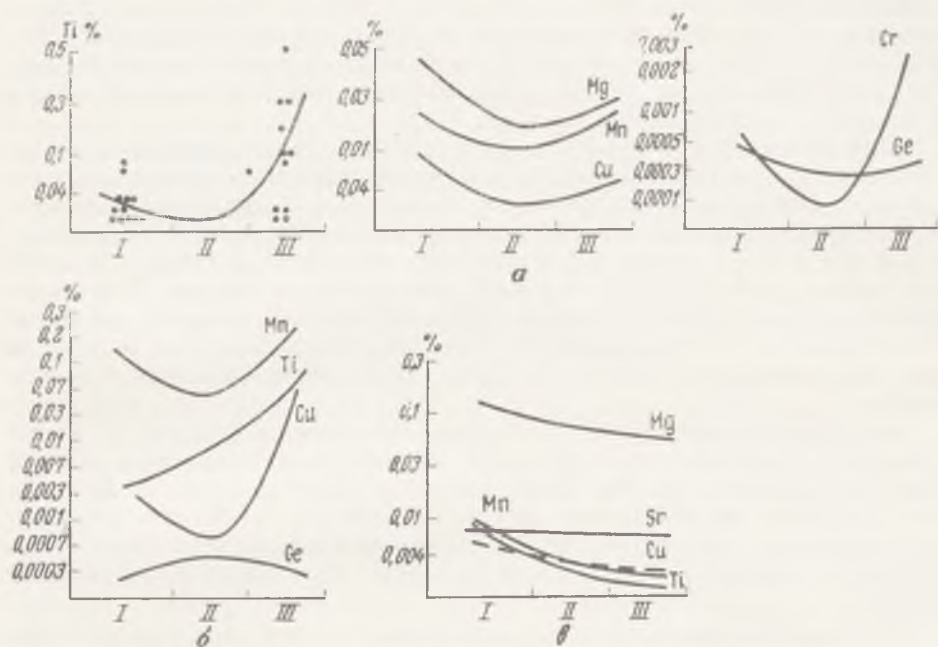 Ti %
0,5
0,3
0,1
0,04
I II III
%
0,05
0,03
0,01
0,04
Mg
Mn
Cu
I II III
Cr
0,002
0,001
0,0005
0,0003
0,0001
Ge
I II III
а
%
0,3
0,2
0,1
0,07
0,03
0,01
0,007
0,003
0,001
0,0007
0,0003
Mn
Ti
Cu
Ge
I II III
б
%
0,3
0,1
0,03
0,01
0,004
Mg
Mn
Sr
Cu
Ti
I II III
в